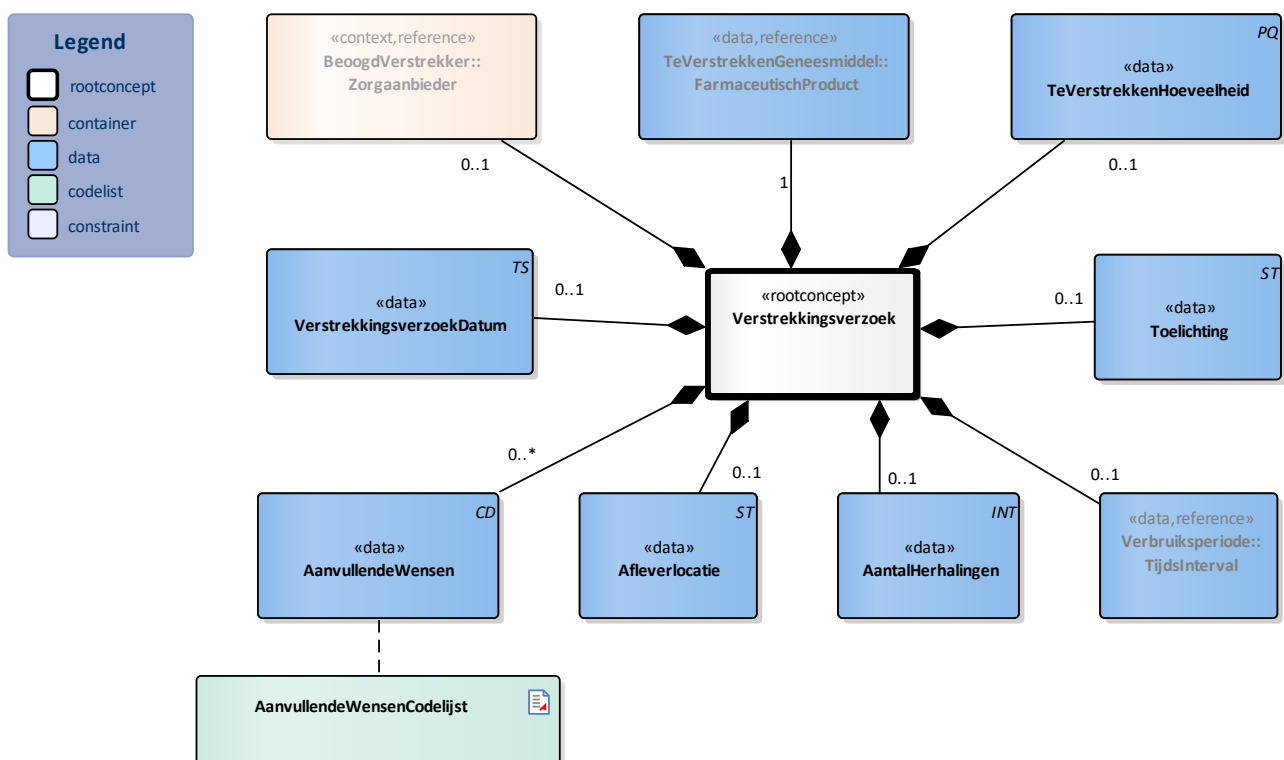 Legend
rootconcept
container
data
codelist
constraint
«context,reference»
BeoogdVerstrekker::
Zorgaanbieder
0..1
«data,reference»
TeVerstrekkenGeneesmiddel::
FarmaceutischProduct
1
PQ
«data»
TeVerstrekkenHoeveelheid
0..1
TS
«data»
VerstrekkingsverzoekDatum
0..1
«rootconcept»
Verstrekkingsverzoek
ST
«data»
Toelichting
0..1
0..*
CD
«data»
AanvullendeWensen
0..1
ST
«data»
Afleverlocatie
0..1
INT
«data»
AantalHerhalingen
0..1
«data,reference»
Verbruiksperiode::
TijdsInterval
AanvullendeWensenCodelijst